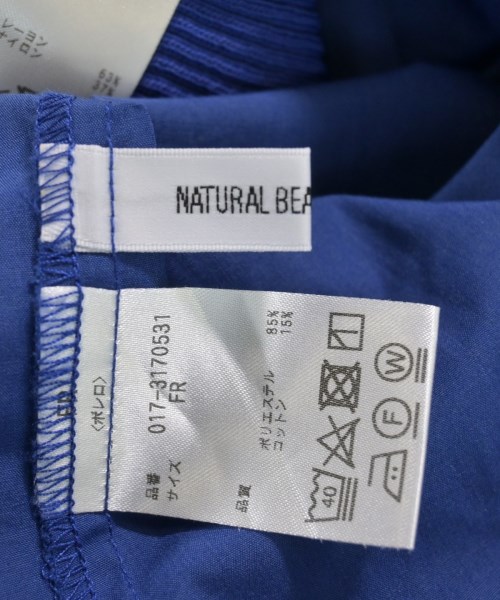 NATURAL BEA
FR
〈ボレロ〉
品番 017-3170531
サイズ FR
品質 ポリエステル 85%
コットン 15%
40
W
F